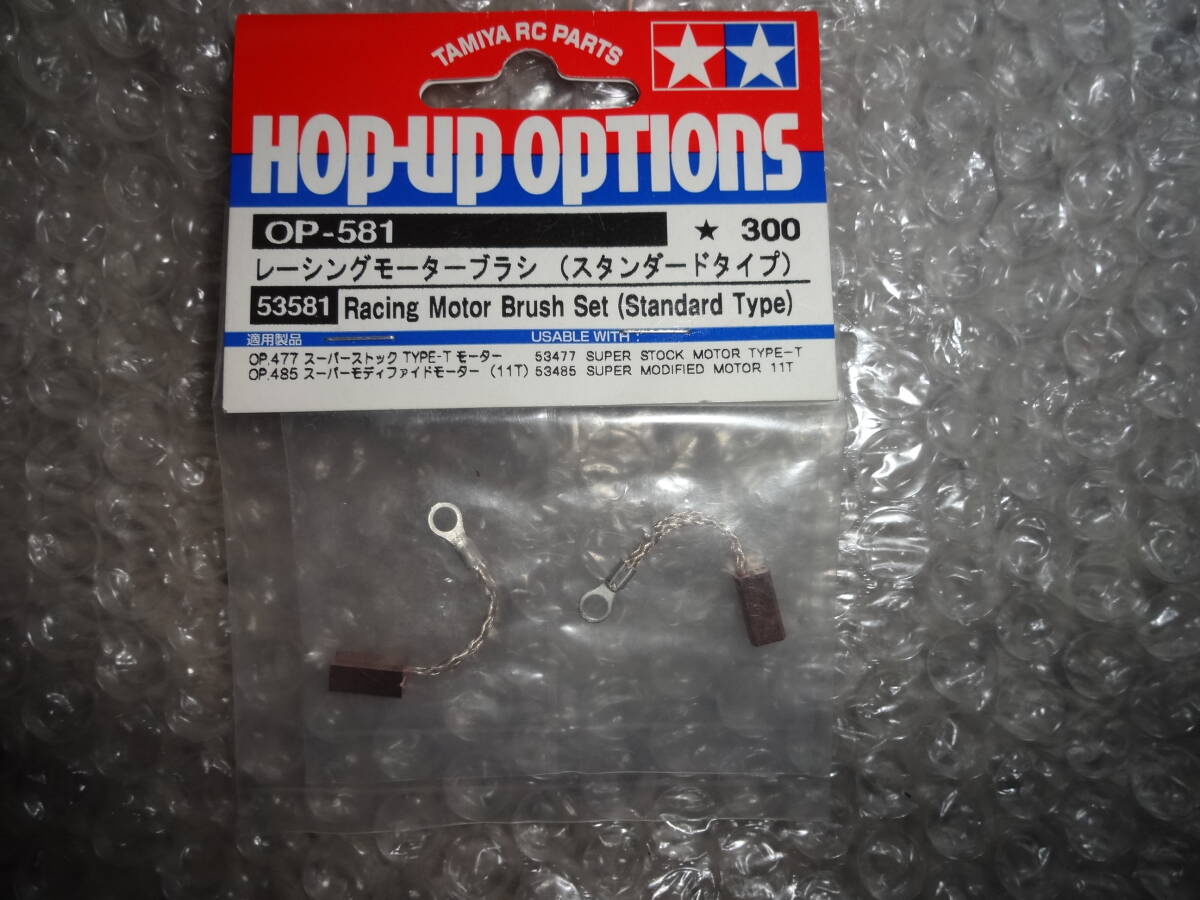 TAMIYA RC PARTS
HOP-UP OPTIONS
OP-581 ★ 300
レーシングモーターブラシ (スタンダードタイプ)
53581 Racing Motor Brush Set (Standard Type)
適用製品 USABLE WITH :
OP.477 スーパーストック TYPE-T モーター 53477 SUPER STOCK MOTOR TYPE-T
OP.485 スーパーモディファイドモーター (11T) 53485 SUPER MODIFIED MOTOR 11T